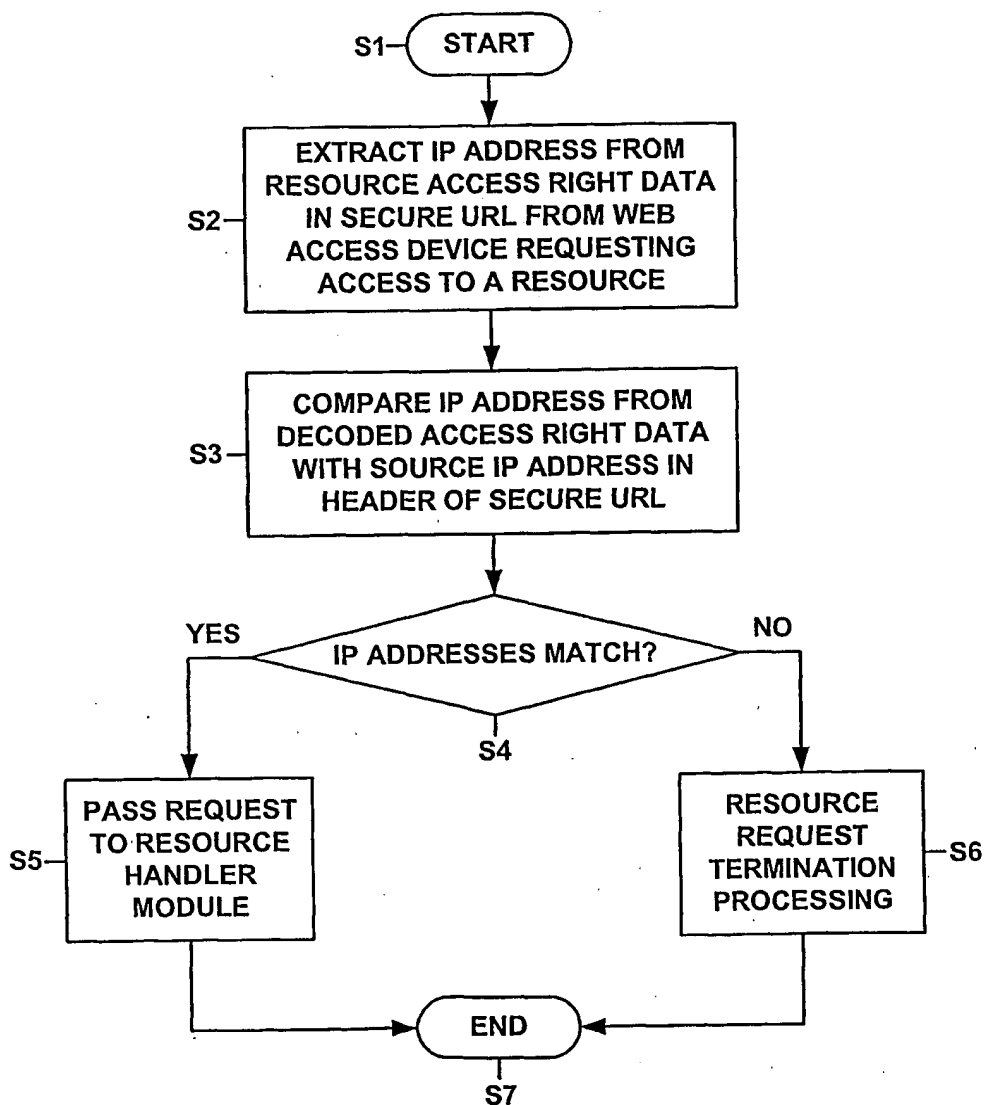 S1
START
EXTRACT IP ADDRESS FROM
RESOURCE ACCESS RIGHT DATA
IN SECURE URL FROM WEB
ACCESS DEVICE REQUESTING
ACCESS TO A RESOURCE
S2
COMPARE IP ADDRESS FROM
DECODED ACCESS RIGHT DATA
WITH SOURCE IP ADDRESS IN
HEADER OF SECURE URL
S3
YES
IP ADDRESSES MATCH?
NO
S4
PASS REQUEST
TO RESOURCE
HANDLER
MODULE
S5
RESOURCE
REQUEST
TERMINATION
PROCESSING
S6
END
S7